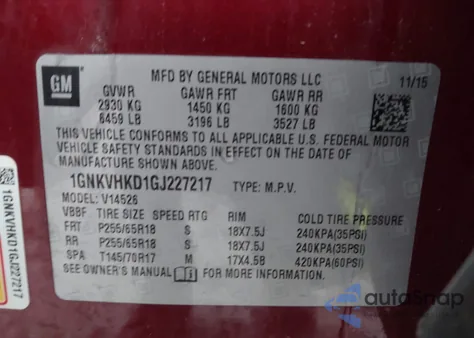 GM
MFD BY GENERAL MOTORS LLC
11/15
GVWR GAWR FRT GAWR RR
2930 KG 1450 KG 1600 KG
6459 LB 3196 LB 3527 LB
THIS VEHICLE CONFORMS TO ALL APPLICABLE U.S. FEDERAL MOTOR
VEHICLE SAFETY STANDARDS IN EFFECT ON THE DATE OF
MANUFACTURE SHOWN ABOVE.
1GNKVHKD1GJ227217 TYPE: M.P.V.
MODEL: V14526
VBBF TIRE SIZE SPEED RTG RIM COLD TIRE PRESSURE
FRT P255/65R18 S 18X7.5J 240KPA(35PSI)
RR P255/65R18 S 18X7.5J 240KPA(35PSI)
SPA T145/70R17 M 17X4.5B 420KPA(60PSI)
SEE OWNER'S MANUAL FOR MORE INFORMATION.
1GNKVHKD1GJ227217
autosnap